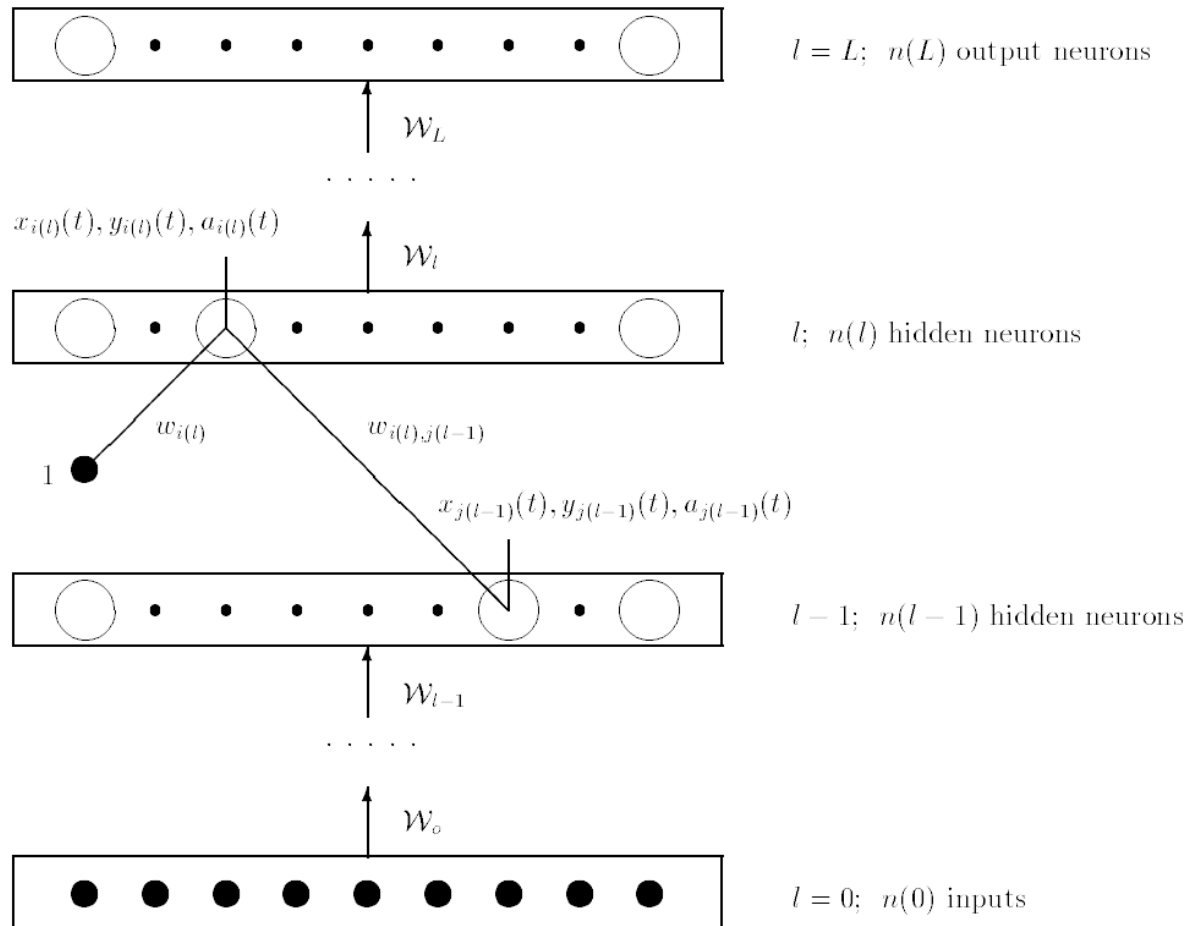 l = L; n(L) output neurons
𝒲_L
. . . . .
x_{i(l)}(t), y_{i(l)}(t), a_{i(l)}(t)
𝒲_l
l; n(l) hidden neurons
w_{i(l)}
w_{i(l),j(l−1)}
1
x_{j(l−1)}(t), y_{j(l−1)}(t), a_{j(l−1)}(t)
l − 1; n(l − 1) hidden neurons
𝒲_{l−1}
. . . . .
𝒲_o
l = 0; n(0) inputs